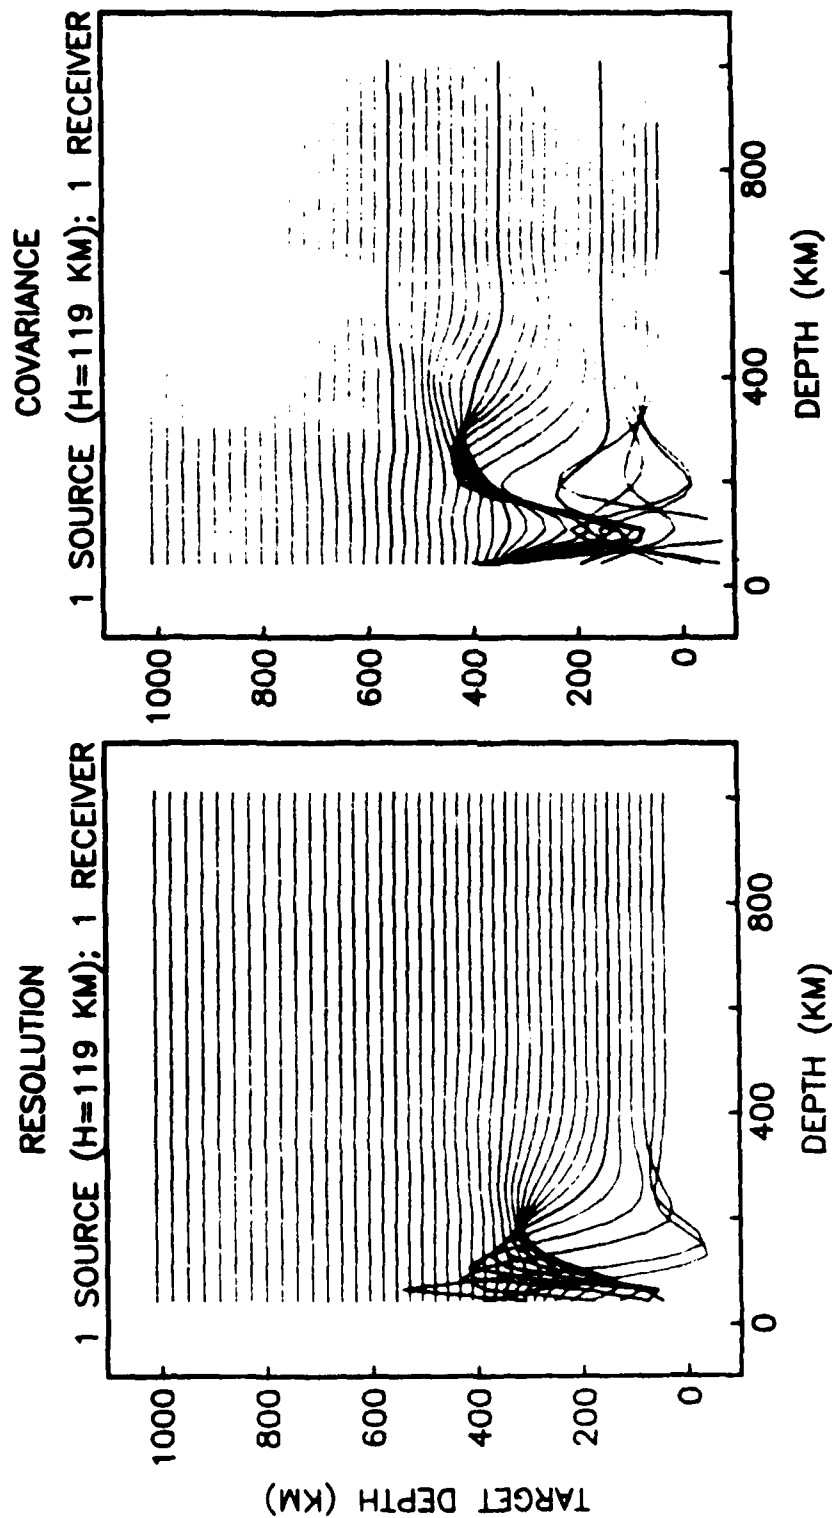 RESOLUTION
1 SOURCE (H=119 KM); 1 RECEIVER
TARGET DEPTH (KM)
1000
800
600
400
200
0
0
400
800
DEPTH (KM)
COVARIANCE
1 SOURCE (H=119 KM); 1 RECEIVER
1000
800
600
400
200
0
0
400
800
DEPTH (KM)